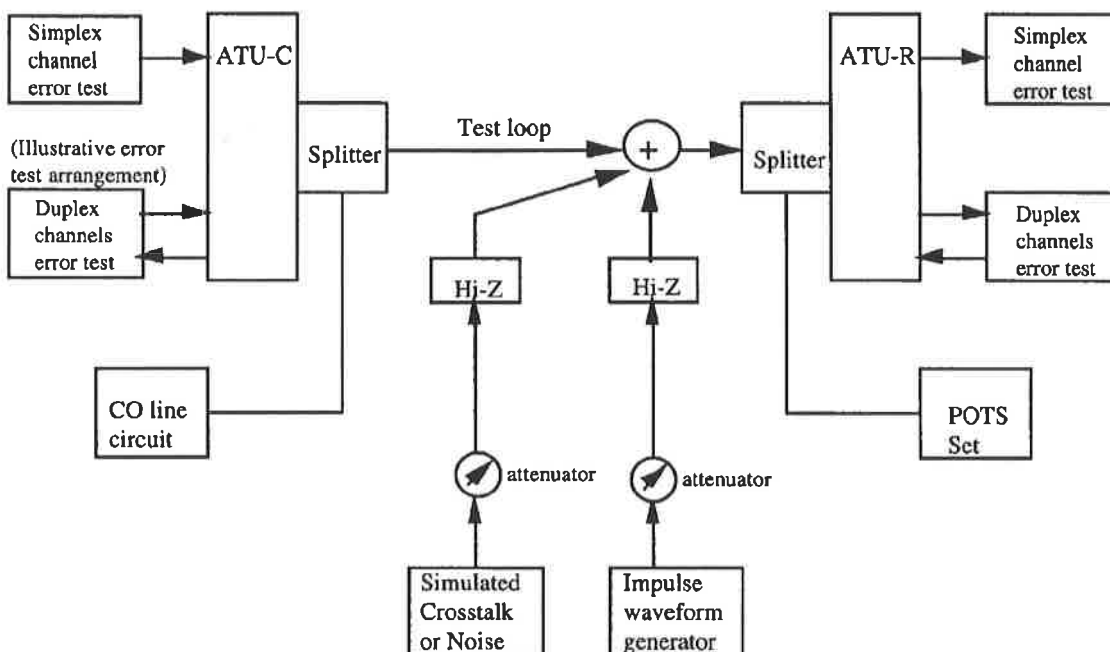 Simplex
channel
error test
ATU-C
Splitter
(Illustrative error
test arrangement)
Duplex
channels
error test
CO line
circuit
Test loop
+
Hi-Z
Hi-Z
attenuator
attenuator
Simulated
Crosstalk
or Noise
Impulse
waveform
generator
Splitter
ATU-R
Simplex
channel
error test
Duplex
channels
error test
POTS
Set